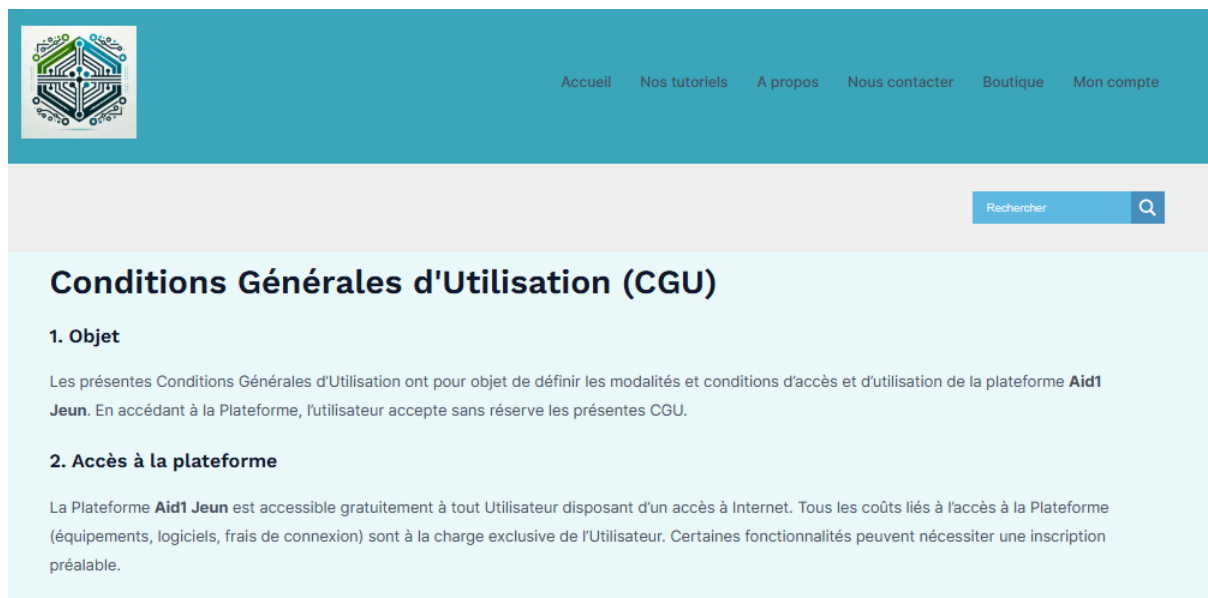 Accueil Nos tutoriels A propos Nous contacter Boutique Mon compte
Rechercher
Conditions Générales d'Utilisation (CGU)
1. Objet
Les présentes Conditions Générales d’Utilisation ont pour objet de définir les modalités et conditions d’accès et d’utilisation de la plateforme Aid1
Jeun. En accédant à la Plateforme, l’utilisateur accepte sans réserve les présentes CGU.
2. Accès à la plateforme
La Plateforme Aid1 Jeun est accessible gratuitement à tout Utilisateur disposant d’un accès à Internet. Tous les coûts liés à l’accès à la Plateforme
(équipements, logiciels, frais de connexion) sont à la charge exclusive de l’Utilisateur. Certaines fonctionnalités peuvent nécessiter une inscription
préalable.